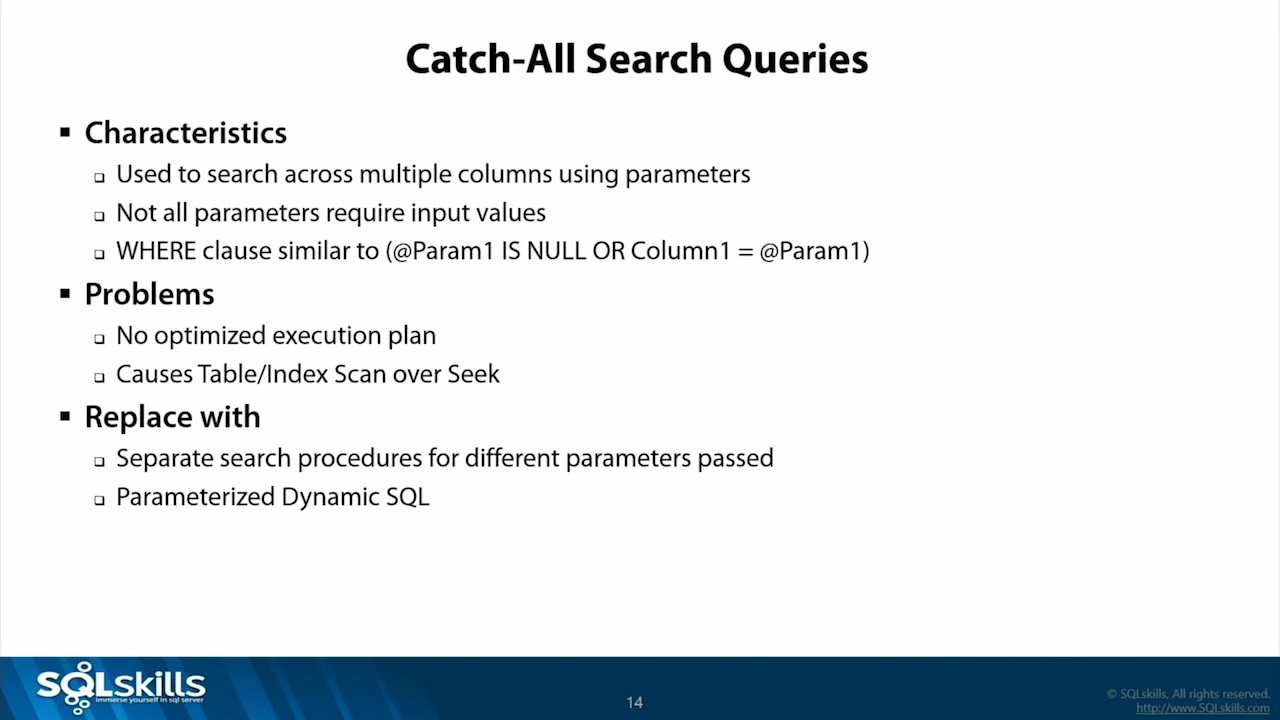 Catch-All Search Queries
Characteristics
Used to search across multiple columns using parameters
Not all parameters require input values
WHERE clause similar to (@Param1 IS NULL OR Column1 = @Param1)
Problems
No optimized execution plan
Causes Table/Index Scan over Seek
Replace with
Separate search procedures for different parameters passed
Parameterized Dynamic SQL
SQLskills
immerse yourself in sql server
14
© SQLskills, All rights reserved.
http://www.SQLskills.com